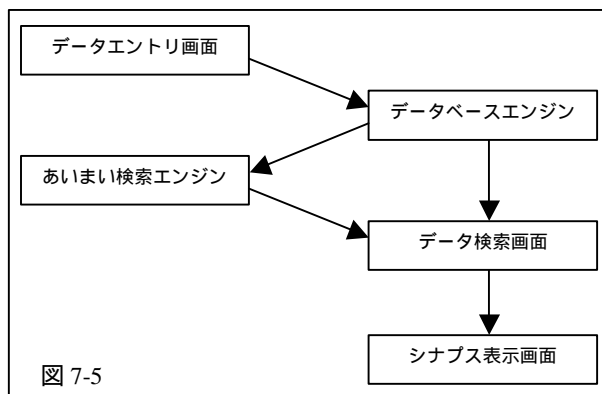 データエントリ画面
データベースエンジン
あいまい検索エンジン
データ検索画面
シナプス表示画面
図 7-5